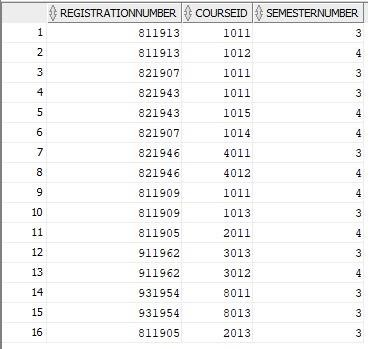 REGISTRATIONNUMBER COURSEID SEMESTERNUMBER
1 811913 1011 3
2 811913 1012 4
3 821907 1011 3
4 821943 1011 3
5 821943 1015 4
6 821907 1014 4
7 821946 4011 3
8 821946 4012 4
9 811909 1011 3
10 811909 1013 3
11 811905 2011 4
12 911962 3013 3
13 911962 3012 4
14 931954 8011 3
15 931954 8013 3
16 811905 2013 3